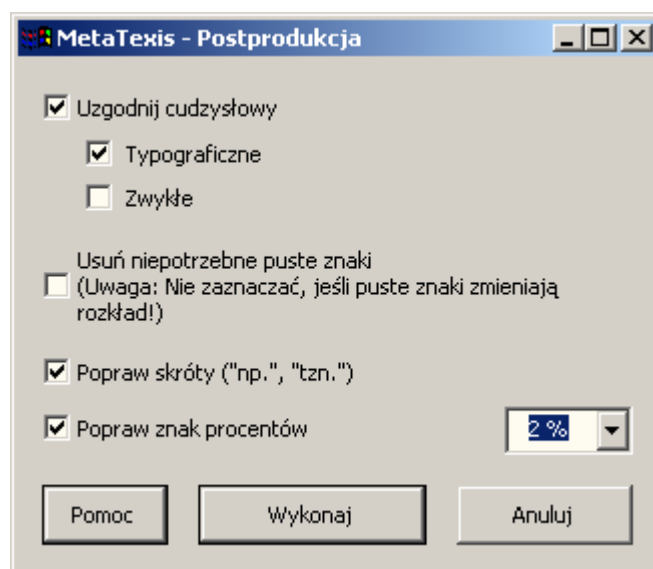 MetaTexis - Postprodukcja
Uzgodnij cudzysłowy
Typograficzne
Zwykłe
Usuń niepotrzebne puste znaki
(Uwaga: Nie zaznaczać, jeśli puste znaki zmieniają
rozkład!)
Popraw skróty ("np.", "tzn.")
Popraw znak procentów
2 %
Pomoc
Wykonaj
Anuluj